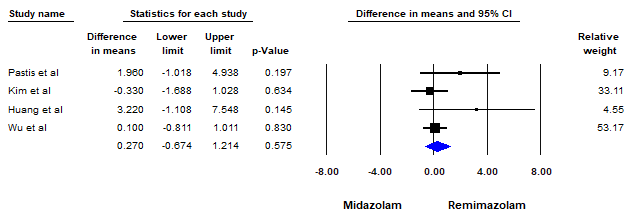 Study name Statistics for each study Difference in means and 95% CI
Difference in means Lower limit Upper limit p-Value Relative weight
Pastis et al 1.960 -1.018 4.938 0.197 9.17
Kim et al -0.330 -1.688 1.028 0.634 33.11
Huang et al 3.220 -1.108 7.548 0.145 4.55
Wu et al 0.100 -0.811 1.011 0.830 53.17
0.270 -0.674 1.214 0.575
-8.00 -4.00 0.00 4.00 8.00
Midazolam Remimazolam